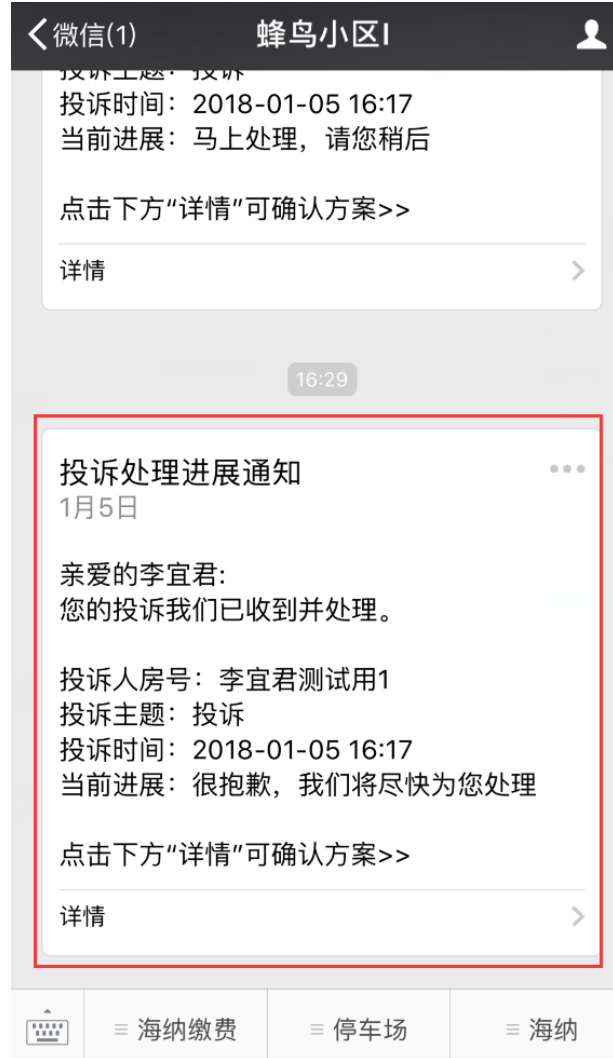 微信(1)
蜂鸟小区I
投诉主题：投诉
投诉时间：2018-01-05 16:17
当前进展：马上处理，请您稍后
点击下方“详情”可确认方案>>
详情
16:29
投诉处理进展通知
1月5日
亲爱的李宜君:
您的投诉我们已收到并处理。
投诉人房号：李宜君测试用1
投诉主题：投诉
投诉时间：2018-01-05 16:17
当前进展：很抱歉，我们将尽快为您处理
点击下方“详情”可确认方案>>
详情
海纳缴费
停车场
海纳